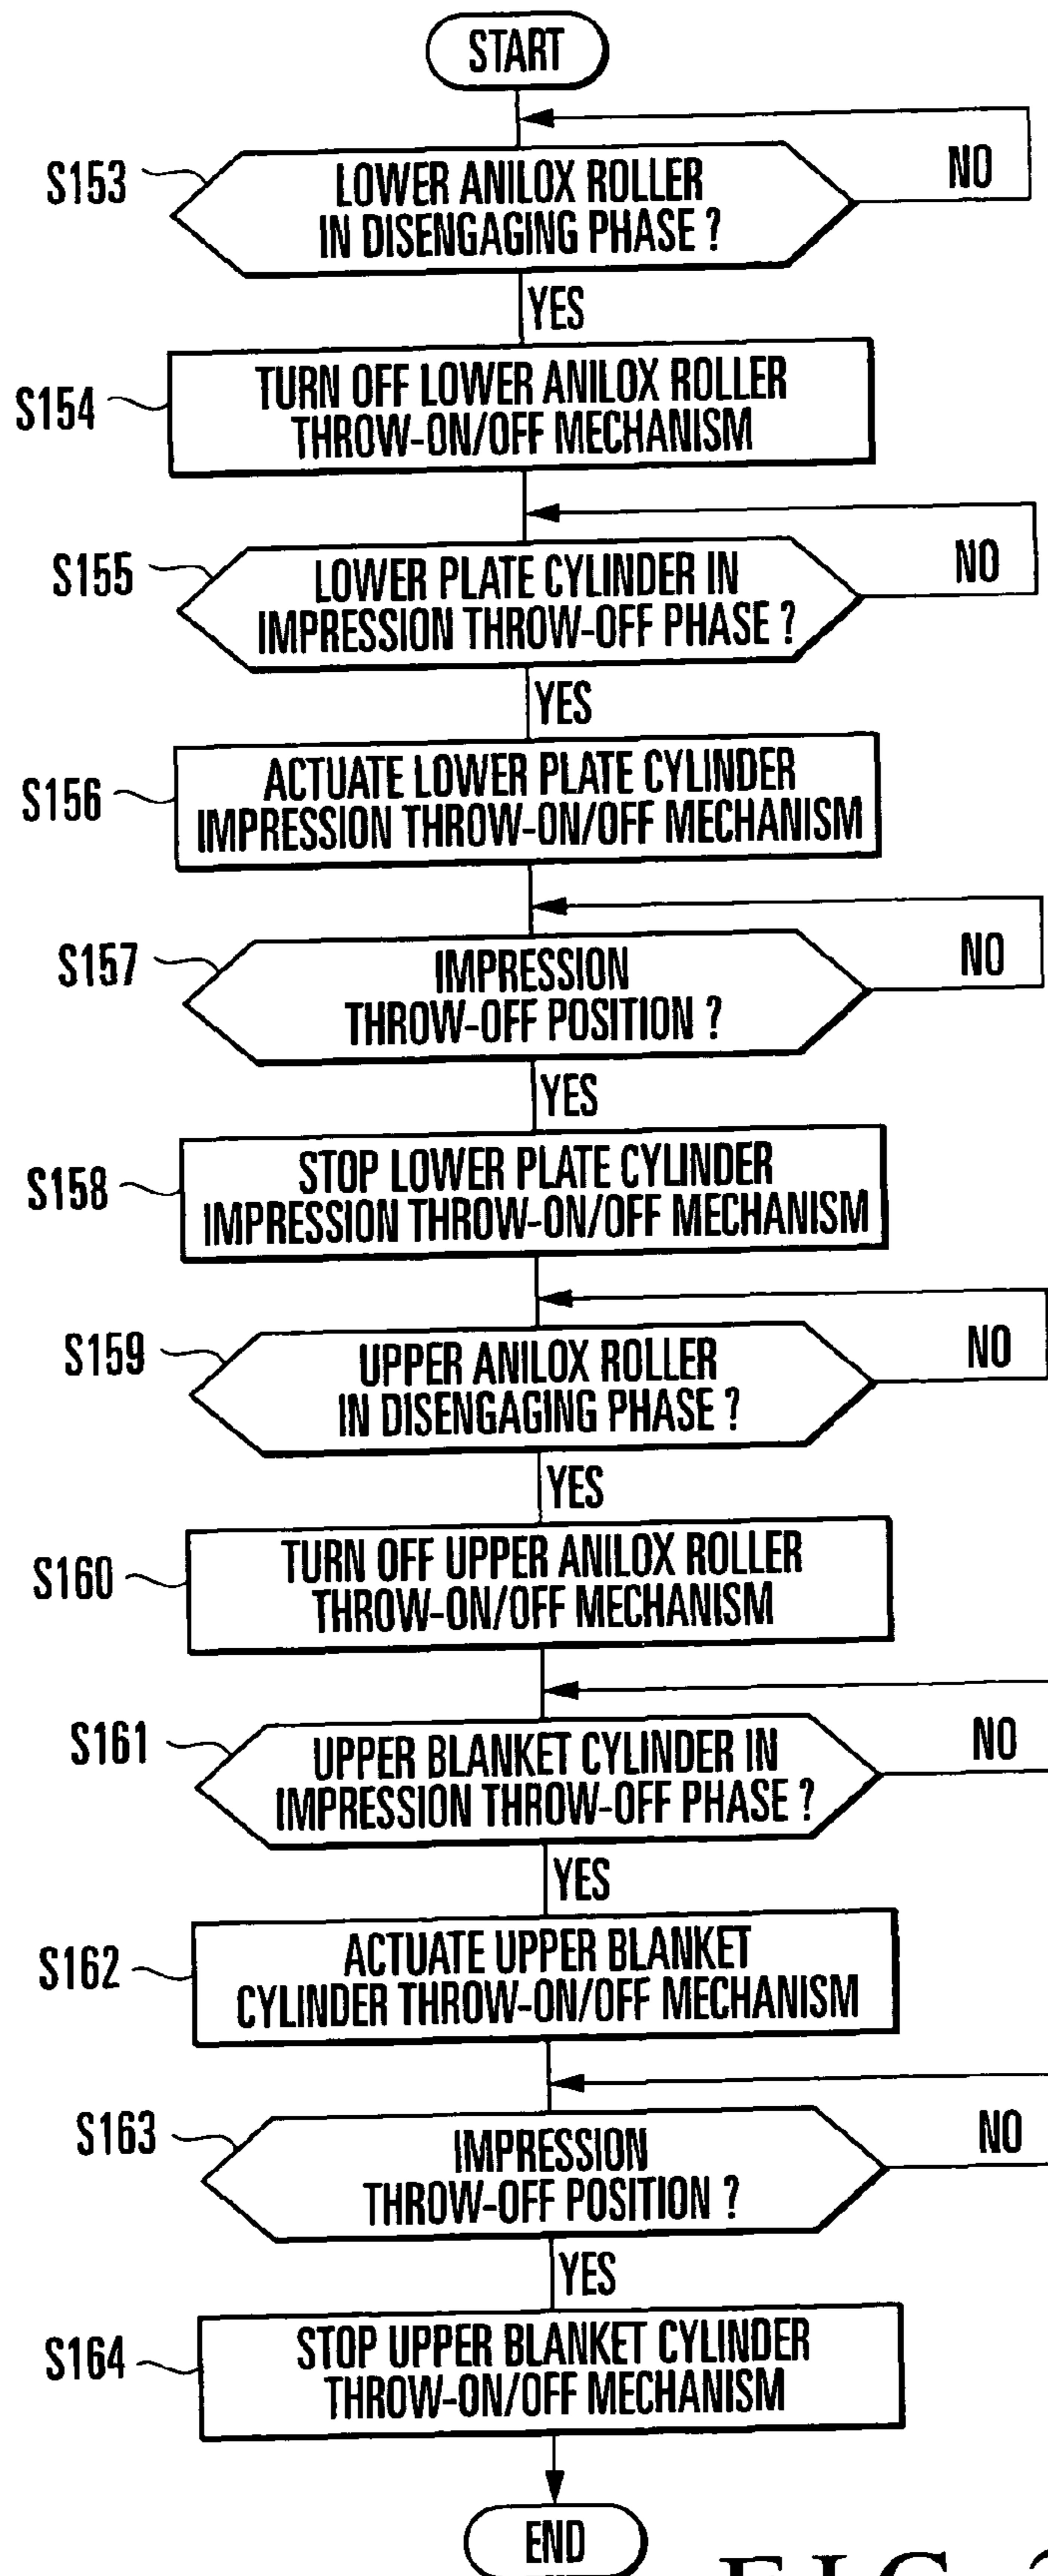 START
S153
LOWER ANILOX ROLLER
IN DISENGAGING PHASE ?
NO
YES
S154
TURN OFF LOWER ANILOX ROLLER
THROW-ON/OFF MECHANISM
S155
LOWER PLATE CYLINDER IN
IMPRESSION THROW-OFF PHASE ?
NO
YES
S156
ACTUATE LOWER PLATE CYLINDER
IMPRESSION THROW-ON/OFF MECHANISM
S157
IMPRESSION
THROW-OFF POSITION ?
NO
YES
S158
STOP LOWER PLATE CYLINDER
IMPRESSION THROW-ON/OFF MECHANISM
S159
UPPER ANILOX ROLLER
IN DISENGAGING PHASE ?
NO
YES
S160
TURN OFF UPPER ANILOX ROLLER
THROW-ON/OFF MECHANISM
S161
UPPER BLANKET CYLINDER IN
IMPRESSION THROW-OFF PHASE ?
NO
YES
S162
ACTUATE UPPER BLANKET
CYLINDER THROW-ON/OFF MECHANISM
S163
IMPRESSION
THROW-OFF POSITION ?
NO
YES
S164
STOP UPPER BLANKET CYLINDER
THROW-ON/OFF MECHANISM
END
FIG